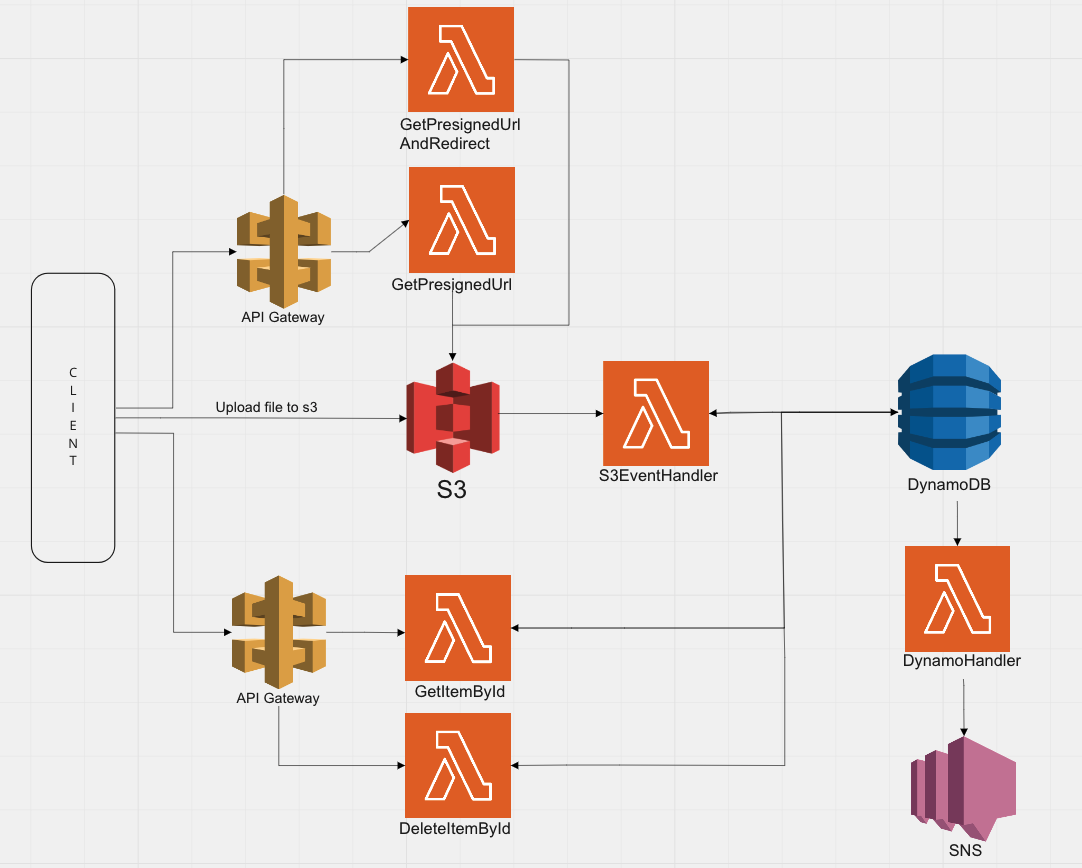 GetPresignedUrl
AndRedirect
GetPresignedUrl
API Gateway
C
L
I
E
N
T
Upload file to s3
S3
S3EventHandler
DynamoDB
API Gateway
GetItemById
DynamoHandler
DeleteItemById
SNS